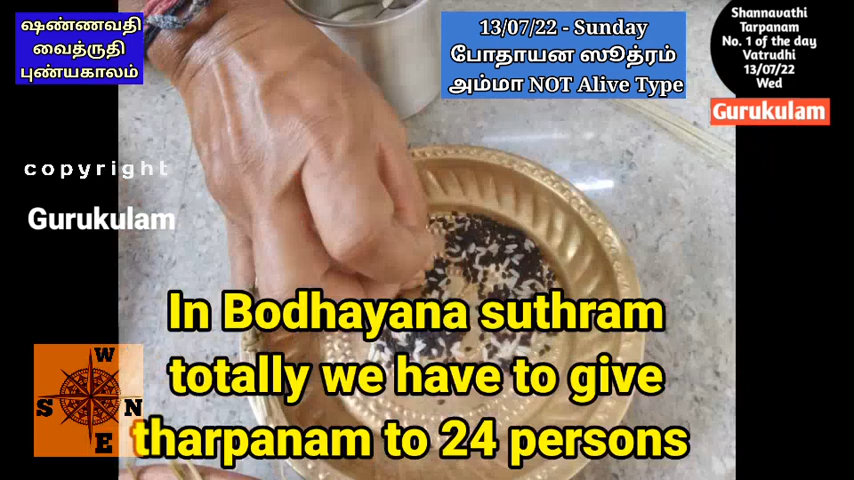 ஷண்ணவதி
வைத்ருதி
புண்யகாலம்
13/07/22 - Sunday
போதாயன ஸூத்ரம்
அம்மா NOT Alive Type
Shannavathi
Tarpanam
No. 1 of the day
Vatrudhi
13/07/22
Wed
Gurukulam
copyright
Gurukulam
In Bodhayana suthram
totally we have to give
tharpanam to 24 persons
W
S N
E